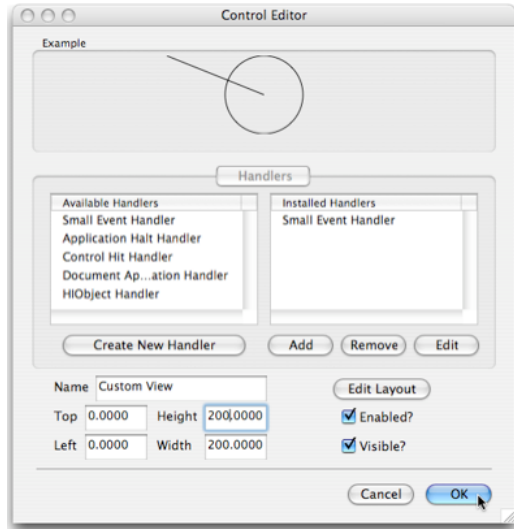 Control Editor
Example
Handlers
Available Handlers
Small Event Handler
Application Halt Handler
Control Hit Handler
Document Ap...ation Handler
HIObject Handler
Installed Handlers
Small Event Handler
Create New Handler
Add Remove Edit
Name Custom View Edit Layout
Top 0.0000 Height 200.0000 Enabled?
Left 0.0000 Width 200.0000 Visible?
Cancel OK